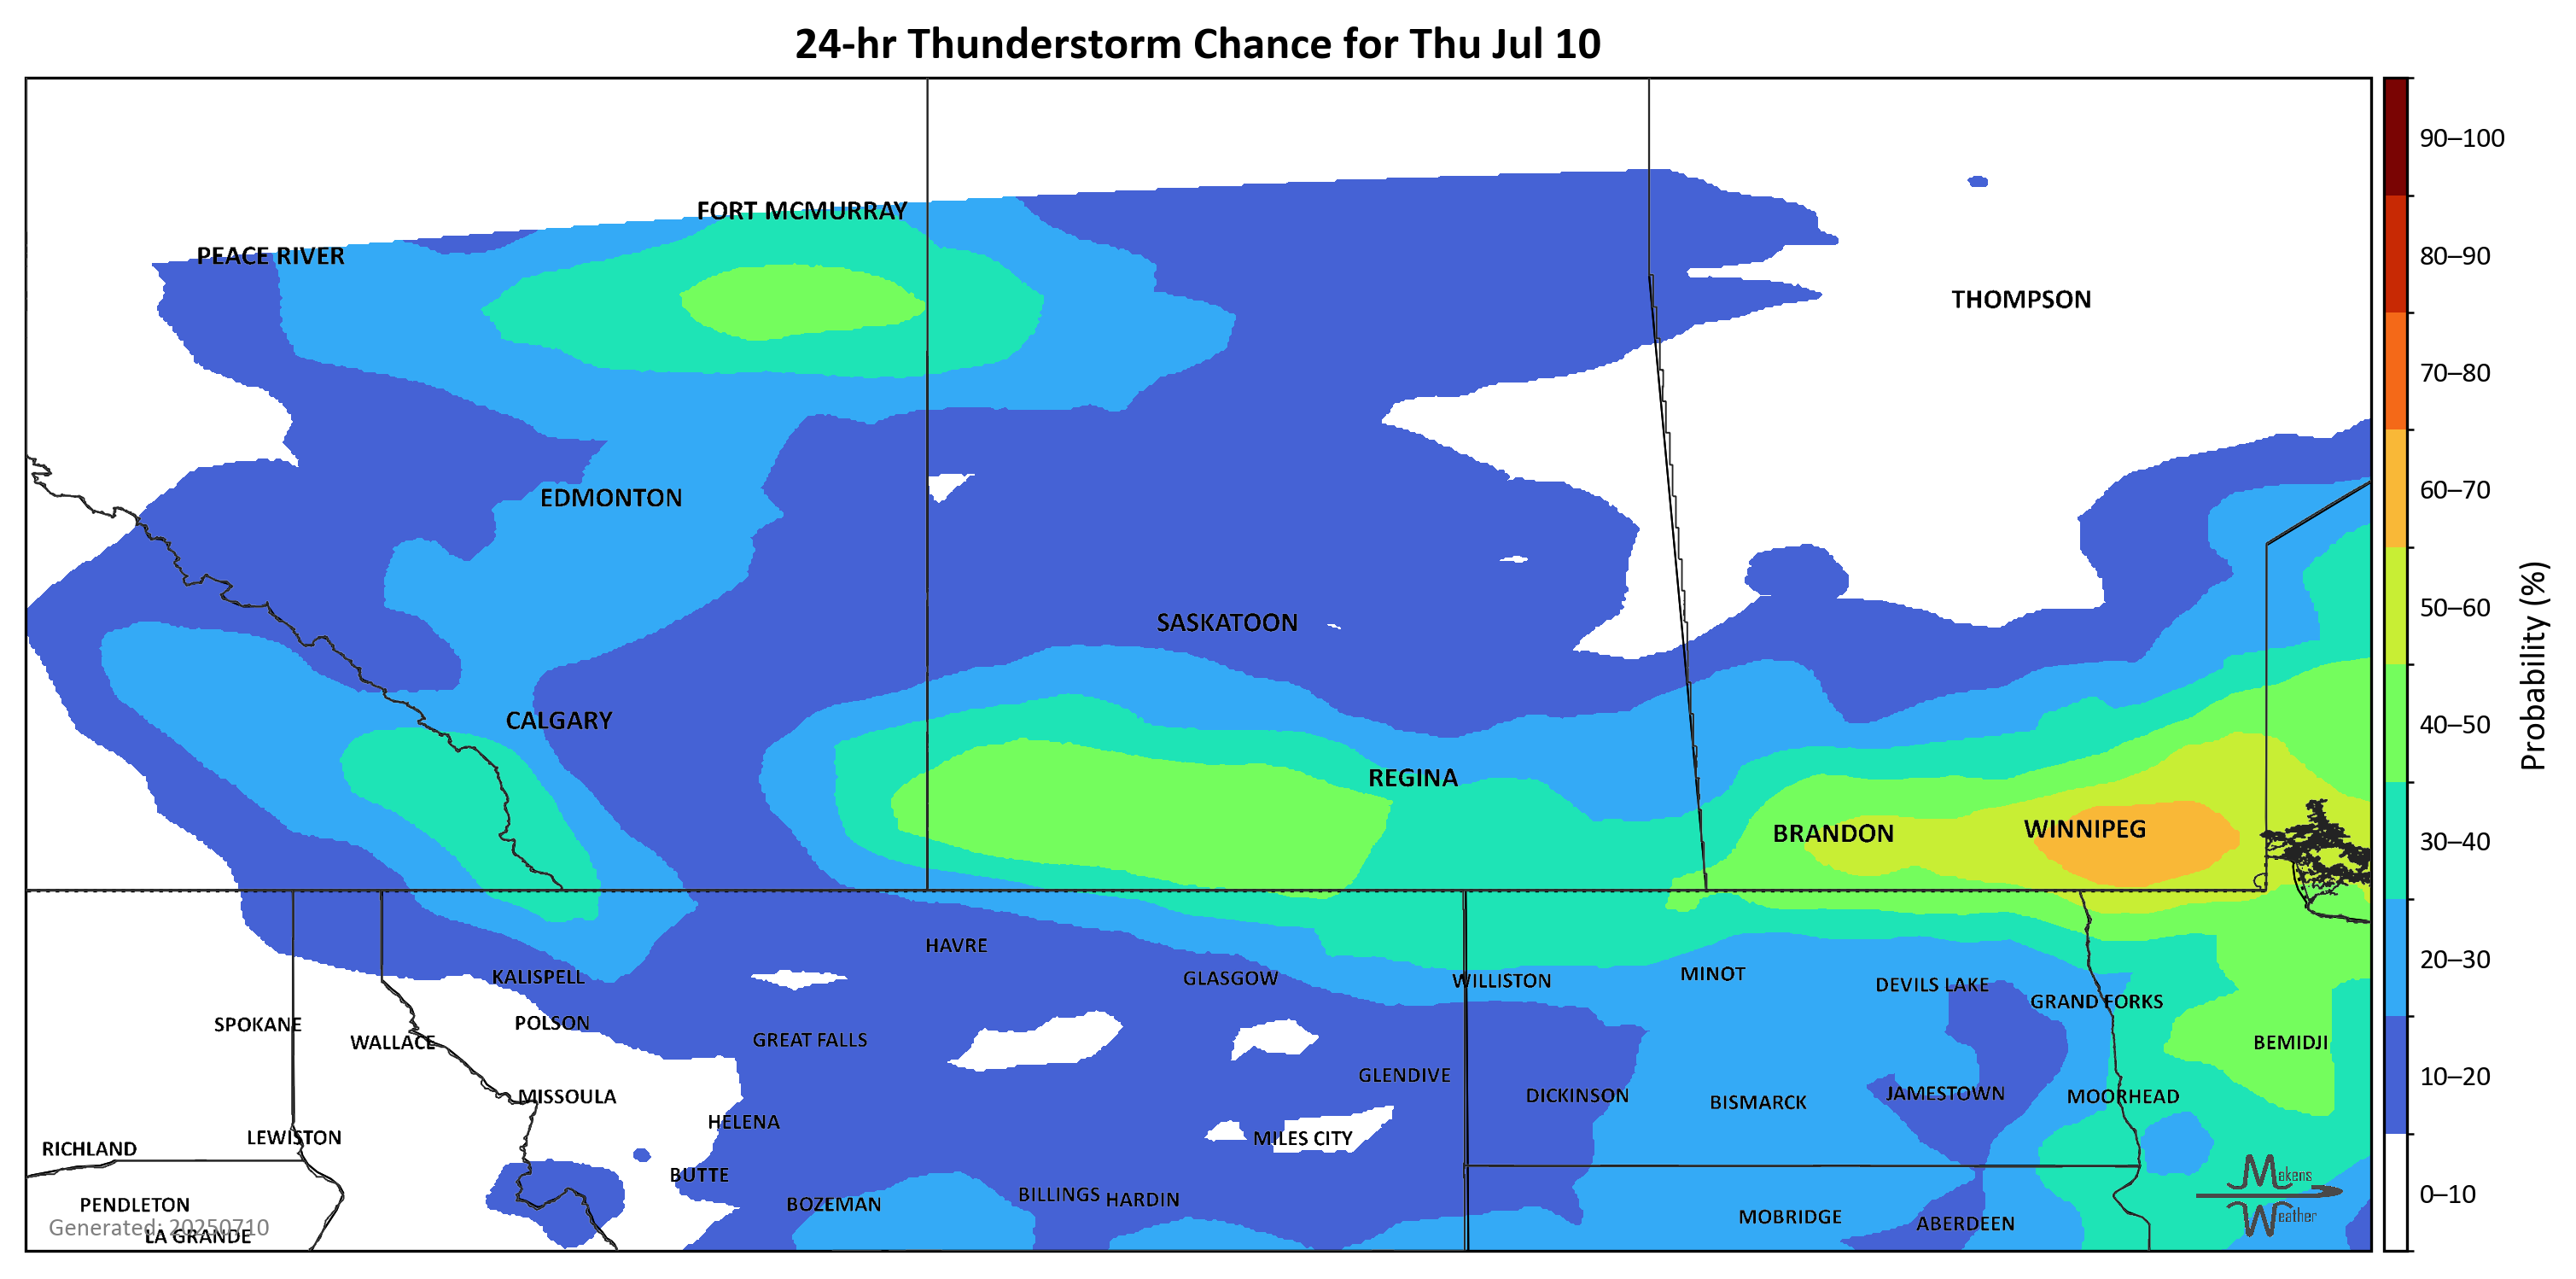 24-hr Thunderstorm Chance for Thu Jul 10
90–100
FORT MCMURRAY
PEACE RIVER
80–90
THOMPSON
70–80
EDMONTON
60–70
SASKATOON
50–60
Probability (%)
CALGARY
40–50
REGINA
BRANDON
WINNIPEG
30–40
HAVRE
KALISPELL
GLASGOW
WILLISTON
MINOT
DEVILS LAKE
20–30
GRAND FORKS
SPOKANE
POLSON
WALLACE
GREAT FALLS
BEMIDJI
GLENDIVE
10–20
MISSOULA
DICKINSON
BISMARCK
JAMESTOWN
MOORHEAD
HELENA
LEWISTON
MILES CITY
RICHLAND
BUTTE
Makens
Weather
0–10
PENDLETON
BOZEMAN
BILLINGS
HARDIN
MOBRIDGE
ABERDEEN
Generated: 20250710
LA GRANDE